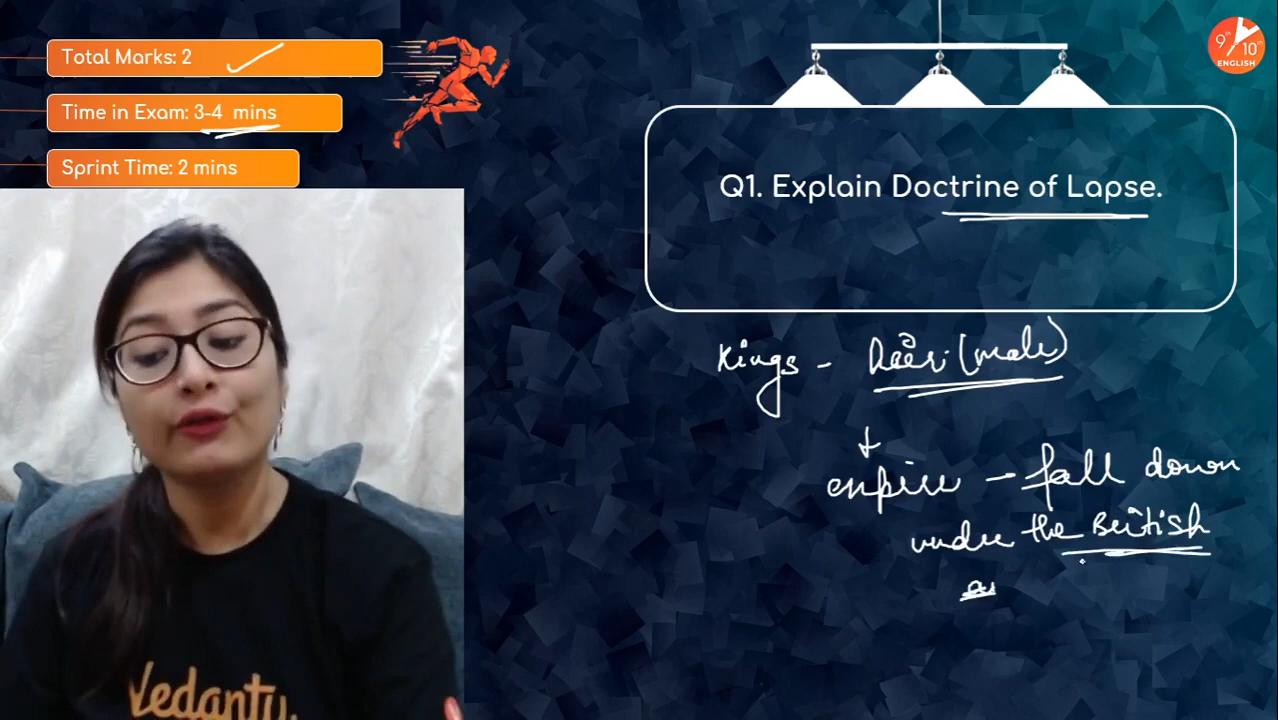 Total Marks: 2
Time in Exam: 3-4 mins
Sprint Time: 2 mins
9th 10th
ENGLISH
Q1. Explain Doctrine of Lapse.
Kings - heir (male)
empire - fall down
under the British
Vedantu